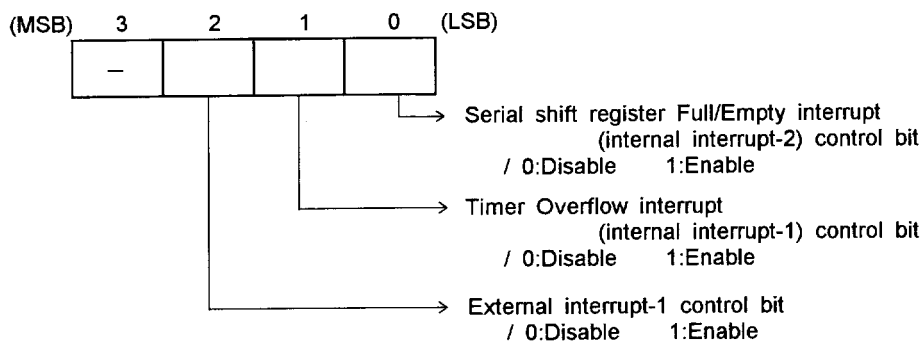 (MSB) 3 2 1 0 (LSB)
–
Serial shift register Full/Empty interrupt
(internal interrupt-2) control bit
/ 0:Disable 1:Enable
Timer Overflow interrupt
(internal interrupt-1) control bit
/ 0:Disable 1:Enable
External interrupt-1 control bit
/ 0:Disable 1:Enable